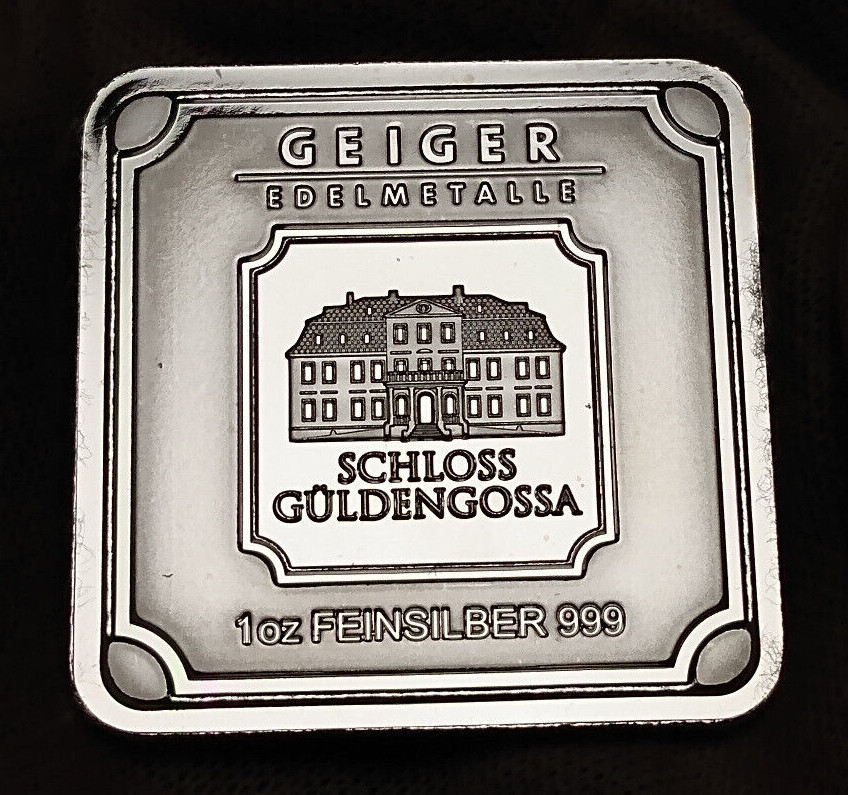 GEIGER
EDELMETALLE
SCHLOSS
GÜLDENGOSSA
1oz FEINSILBER 999